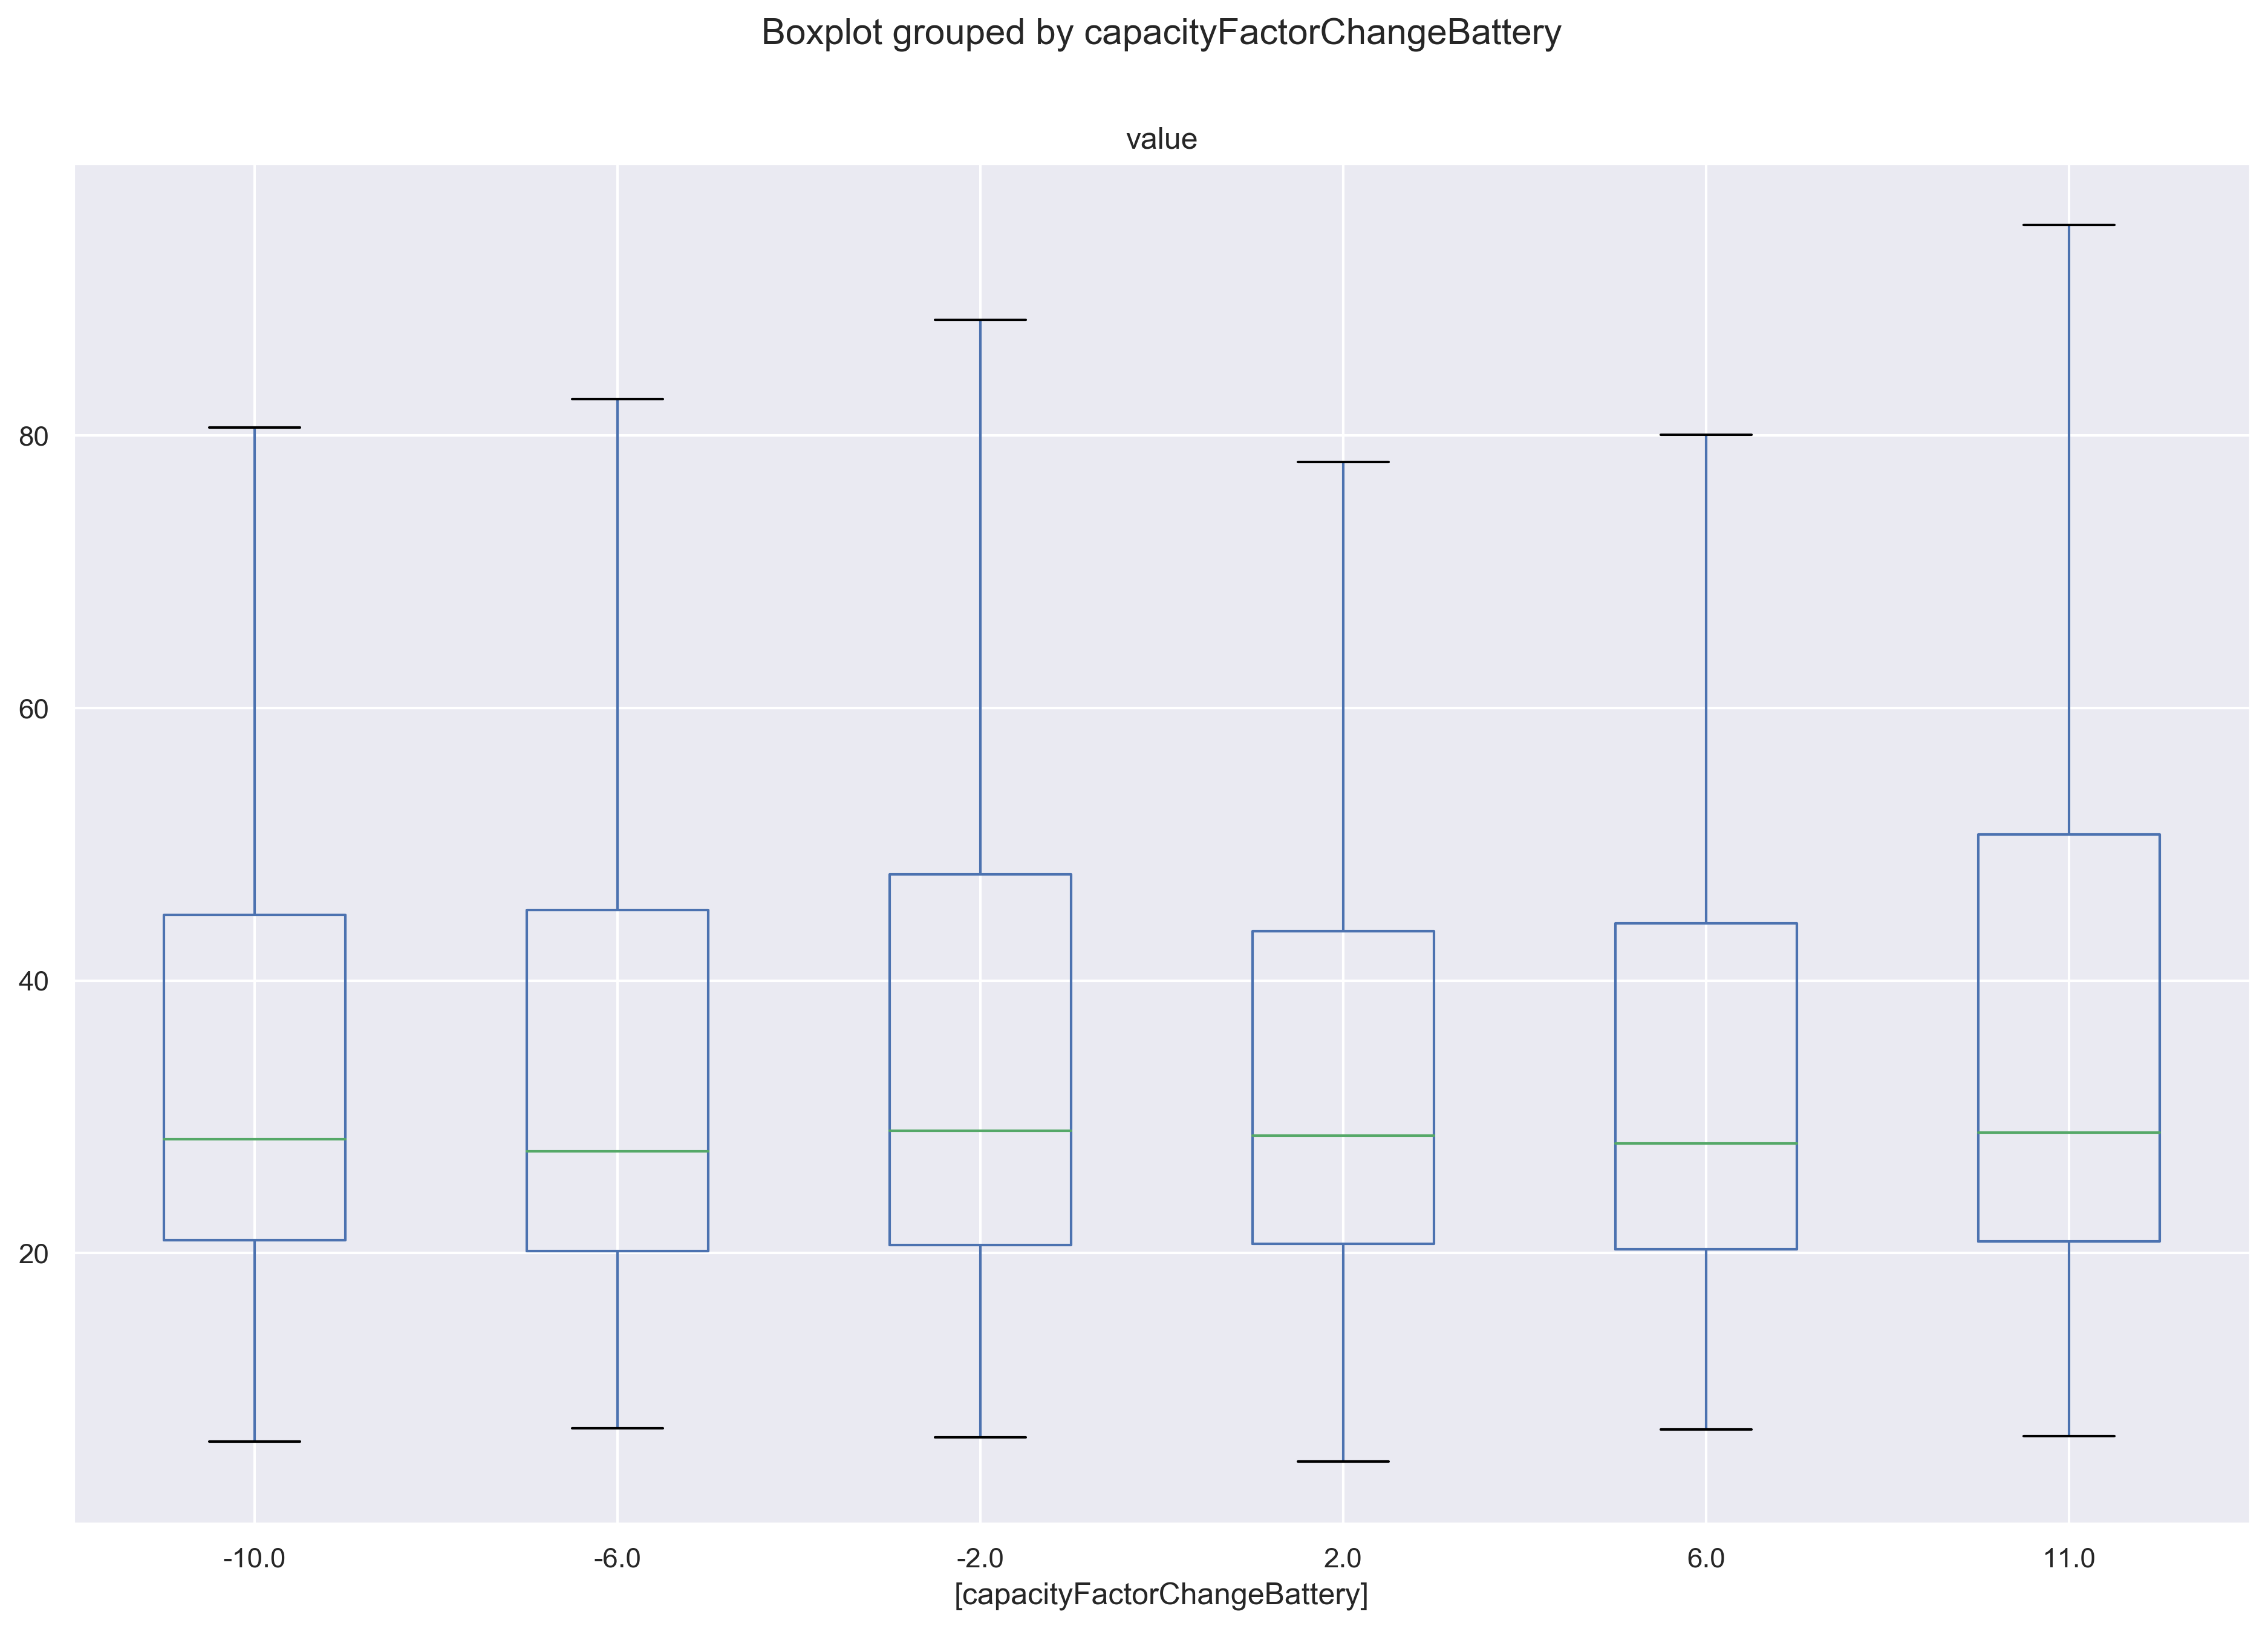 Boxplot grouped by capacityFactorChangeBattery
value
80
60
40
20
-10.0 -6.0 -2.0 2.0 6.0 11.0
[capacityFactorChangeBattery]